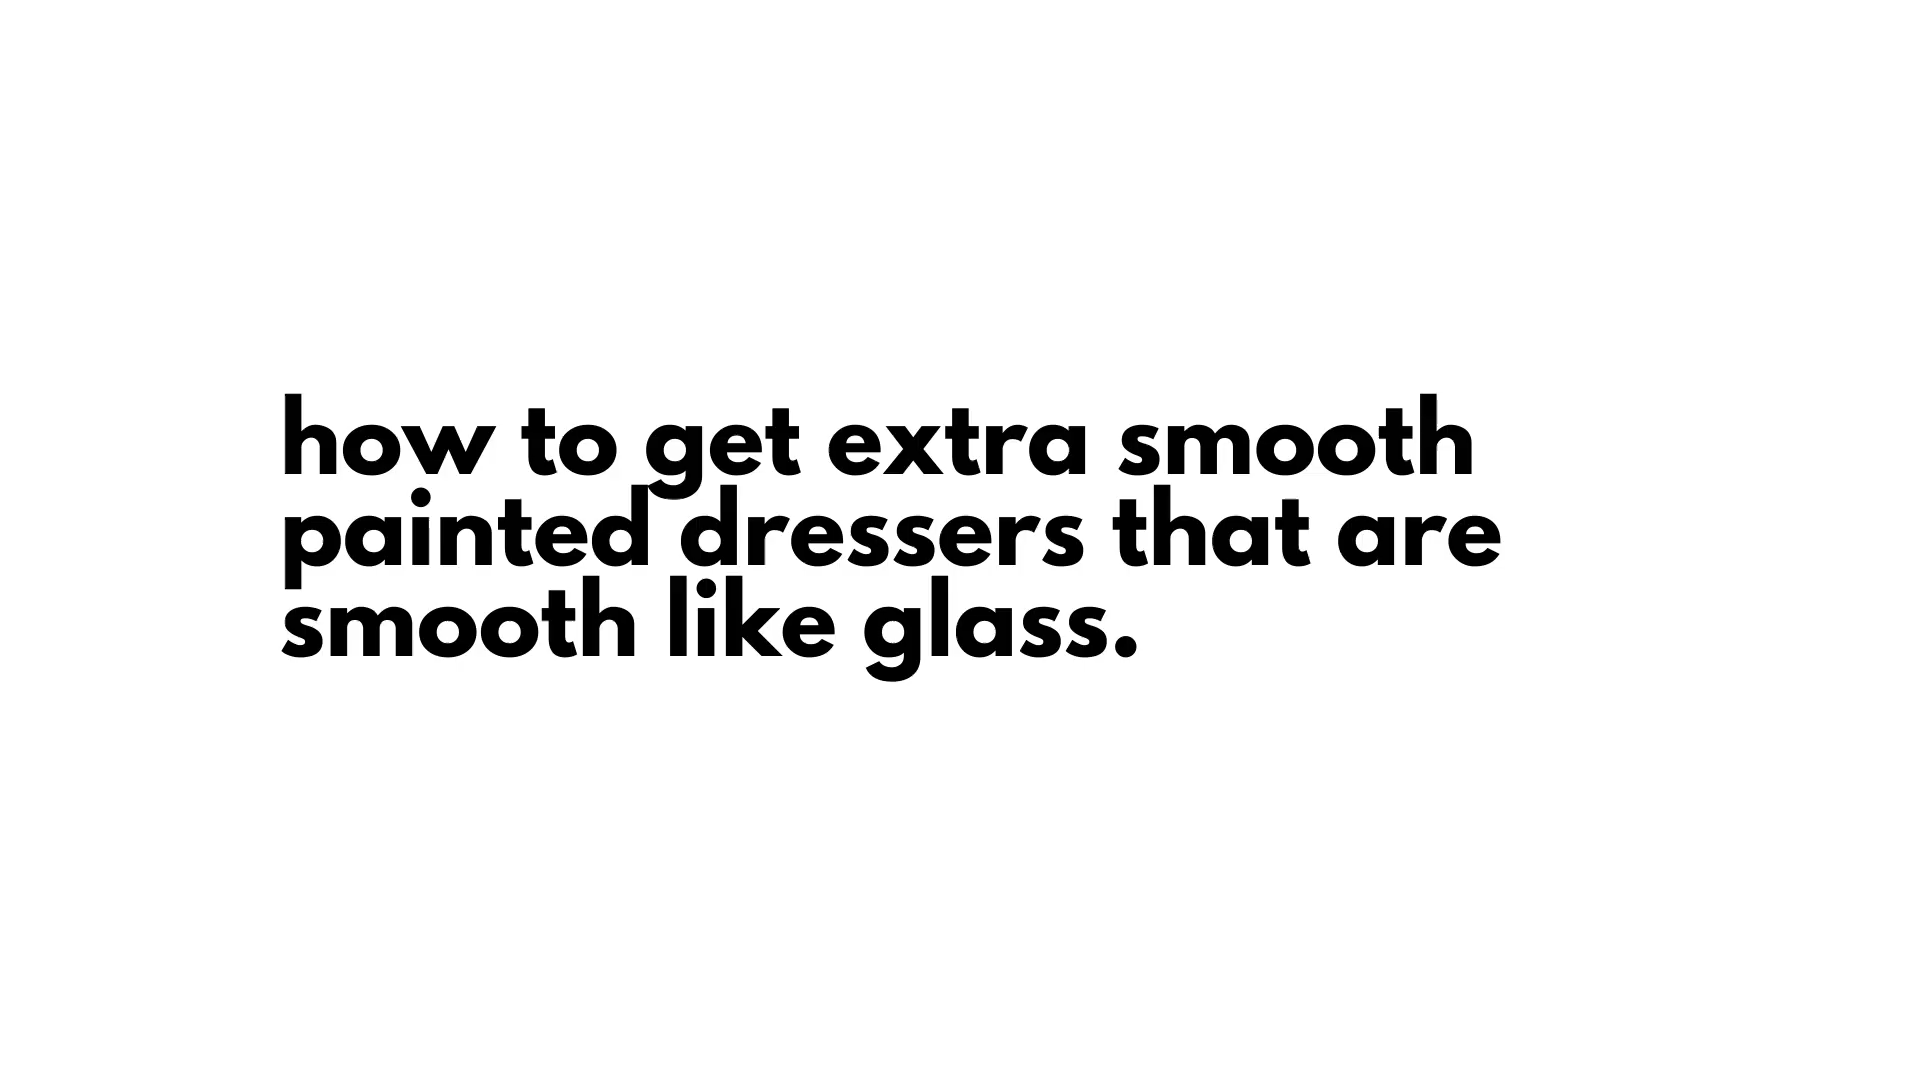 how to get extra smooth
painted dressers that are
smooth like glass.